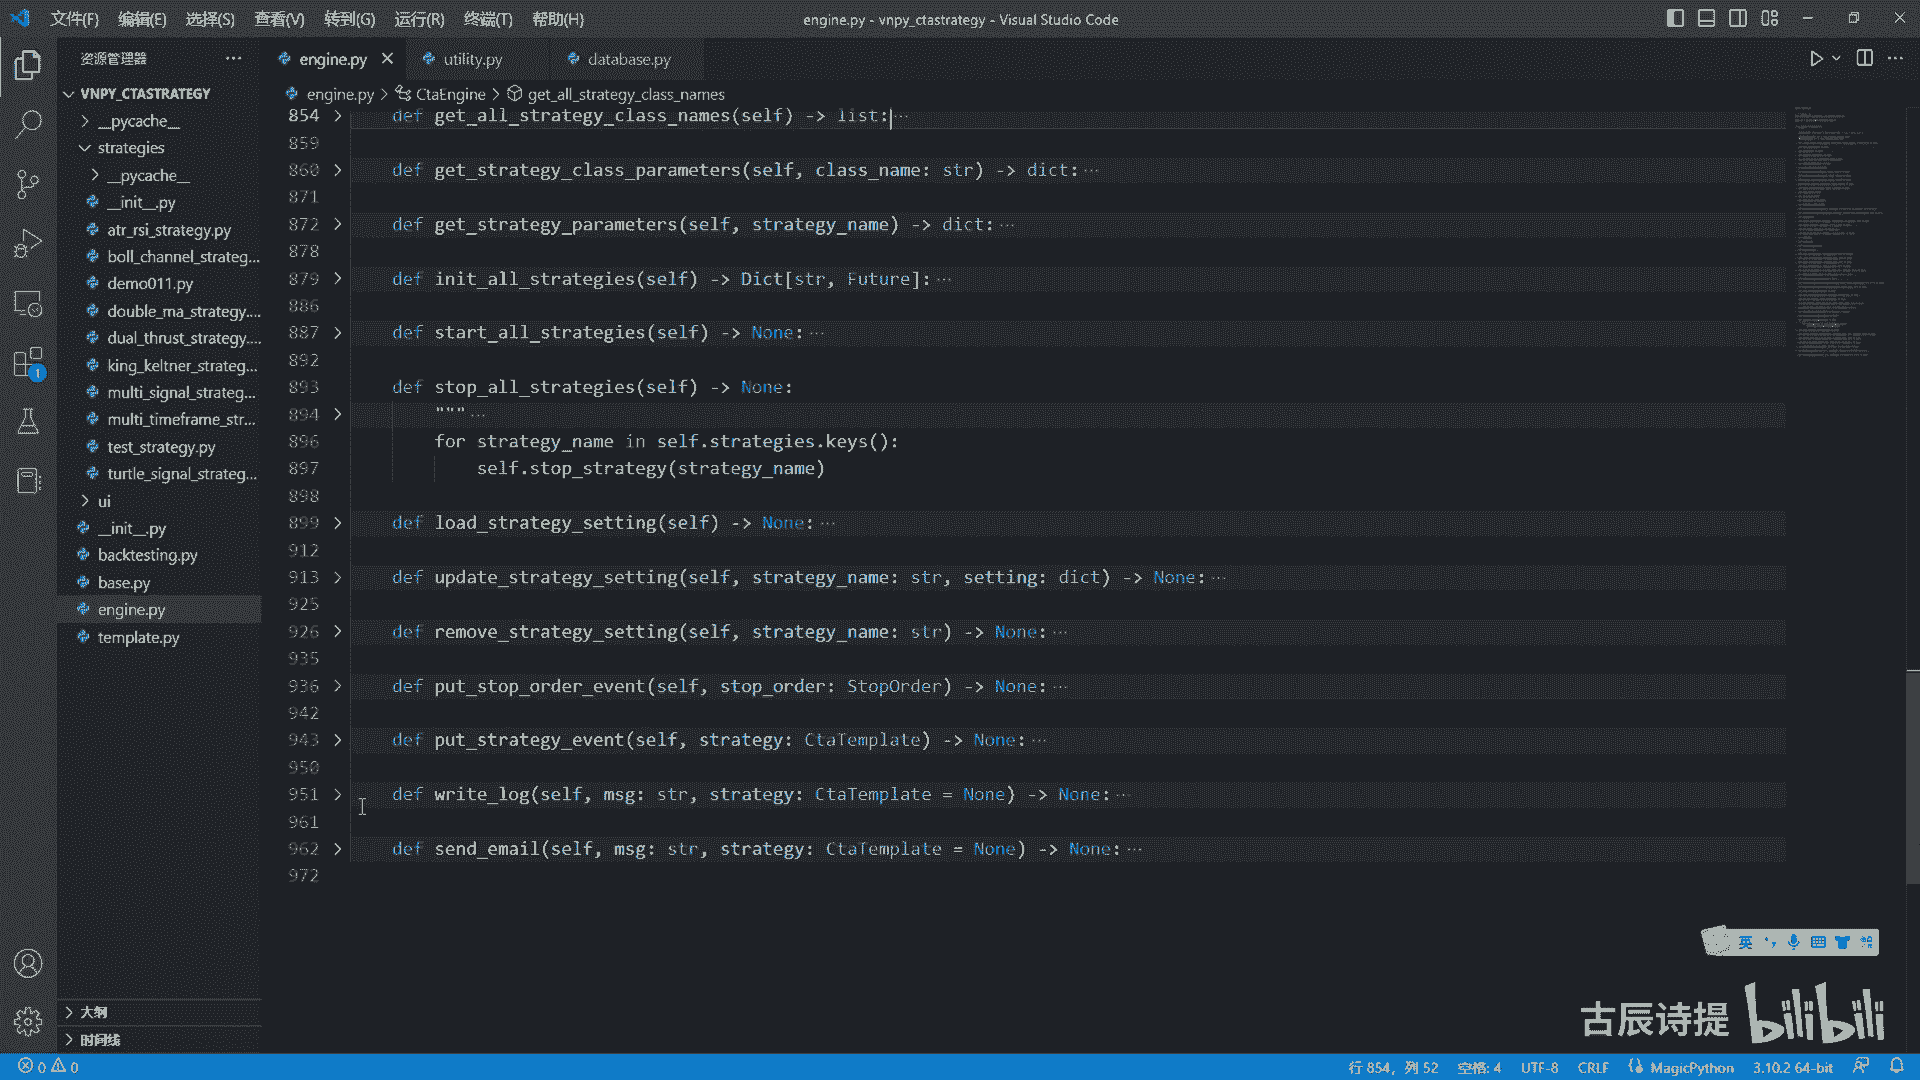 文件(F) 编辑(E) 选择(S) 查看(V) 转到(G) 运行(R) 终端(T) 帮助(H) engine.py - vnpy_ctastrategy - Visual Studio Code
资源管理器
engine.py utility.py database.py
VNPY_CTASTRATEGY
engine.py > CtaEngine > get_all_strategy_class_names
__pycache__
strategies
__pycache__
__init__.py
atr_rsi_strategy.py
boll_channel_strateg...
demo011.py
double_ma_strategy....
dual_thrust_strategy....
king_keltner_strateg...
multi_signal_strateg...
multi_timeframe_str...
test_strategy.py
turtle_signal_strateg...
ui
__init__.py
backtesting.py
base.py
engine.py
template.py
大纲
时间线
1
854 def get_all_strategy_class_names(self) -> list:...
859
860 def get_strategy_class_parameters(self, class_name: str) -> dict:...
871
872 def get_strategy_parameters(self, strategy_name) -> dict:...
878
879 def init_all_strategies(self) -> Dict[str, Future]:...
886
887 def start_all_strategies(self) -> None:...
892
893 def stop_all_strategies(self) -> None:
894 """...
896 for strategy_name in self.strategies.keys():
897 self.stop_strategy(strategy_name)
898
899 def load_strategy_setting(self) -> None:...
912
913 def update_strategy_setting(self, strategy_name: str, setting: dict) -> None:...
925
926 def remove_strategy_setting(self, strategy_name: str) -> None:...
935
936 def put_stop_order_event(self, stop_order: StopOrder) -> None:...
942
943 def put_strategy_event(self, strategy: CtaTemplate) -> None:...
950
951 def write_log(self, msg: str, strategy: CtaTemplate = None) -> None:...
961
962 def send_email(self, msg: str, strategy: CtaTemplate = None) -> None:...
972
英
古辰诗提 bilibili
0 0 行 854，列 52 空格: 4 UTF-8 CRLF MagicPython 3.10.2 64-bit